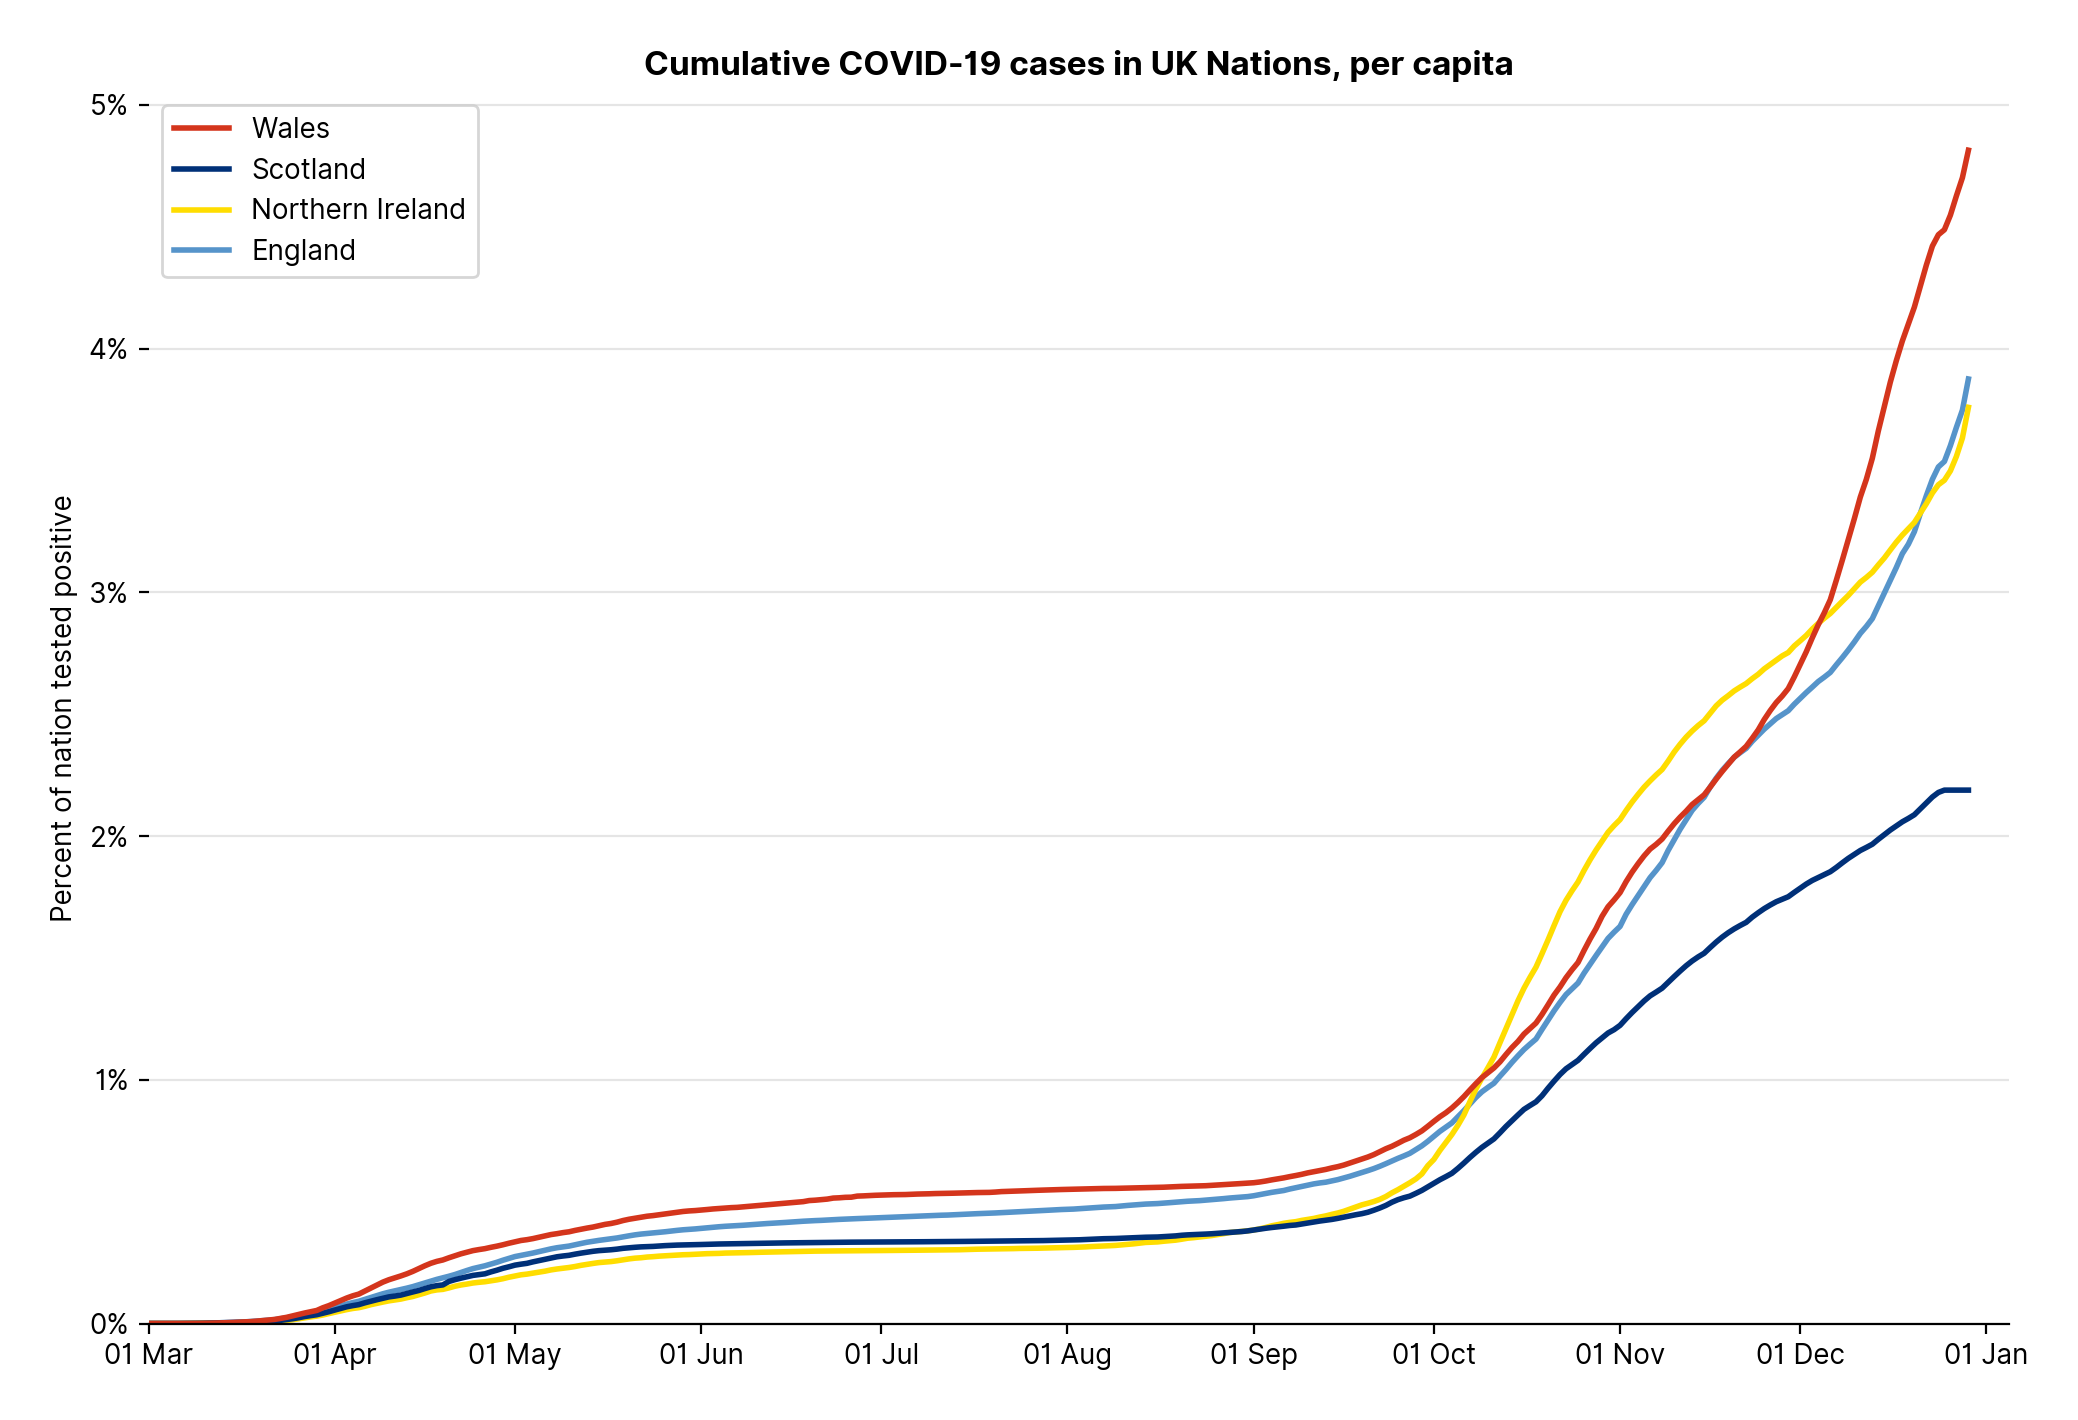 Cumulative COVID-19 cases in UK Nations, per capita
5%
Wales
Scotland
Northern Ireland
England
4%
3%
2%
1%
0%
Percent of nation tested positive
01 Mar
01 Apr
01 May
01 Jun
01 Jul
01 Aug
01 Sep
01 Oct
01 Nov
01 Dec
01 Jan